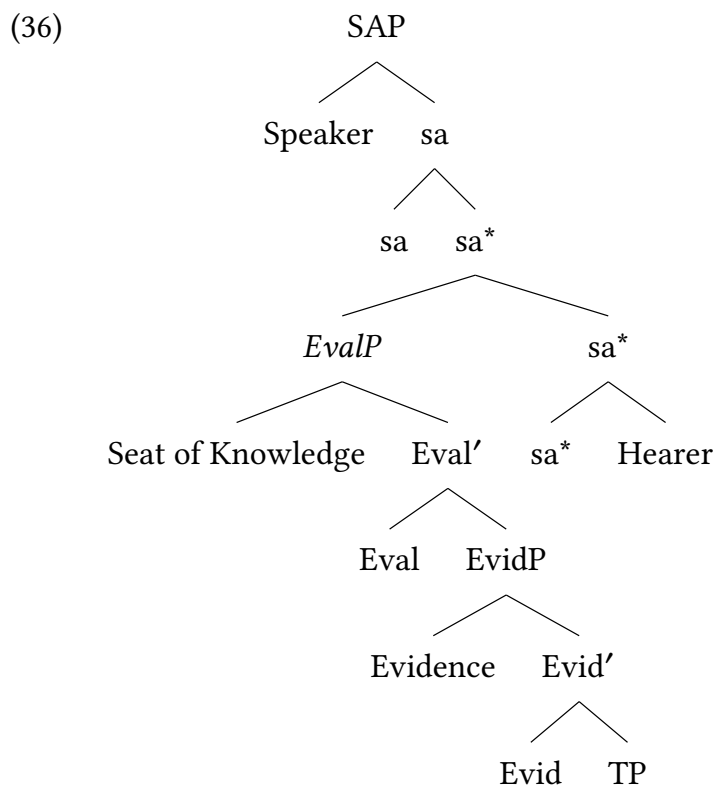 (36) SAP
Speaker sa
sa sa*
EvalP sa*
Seat of Knowledge Eval′ sa* Hearer
Eval EvidP
Evidence Evid′
Evid TP